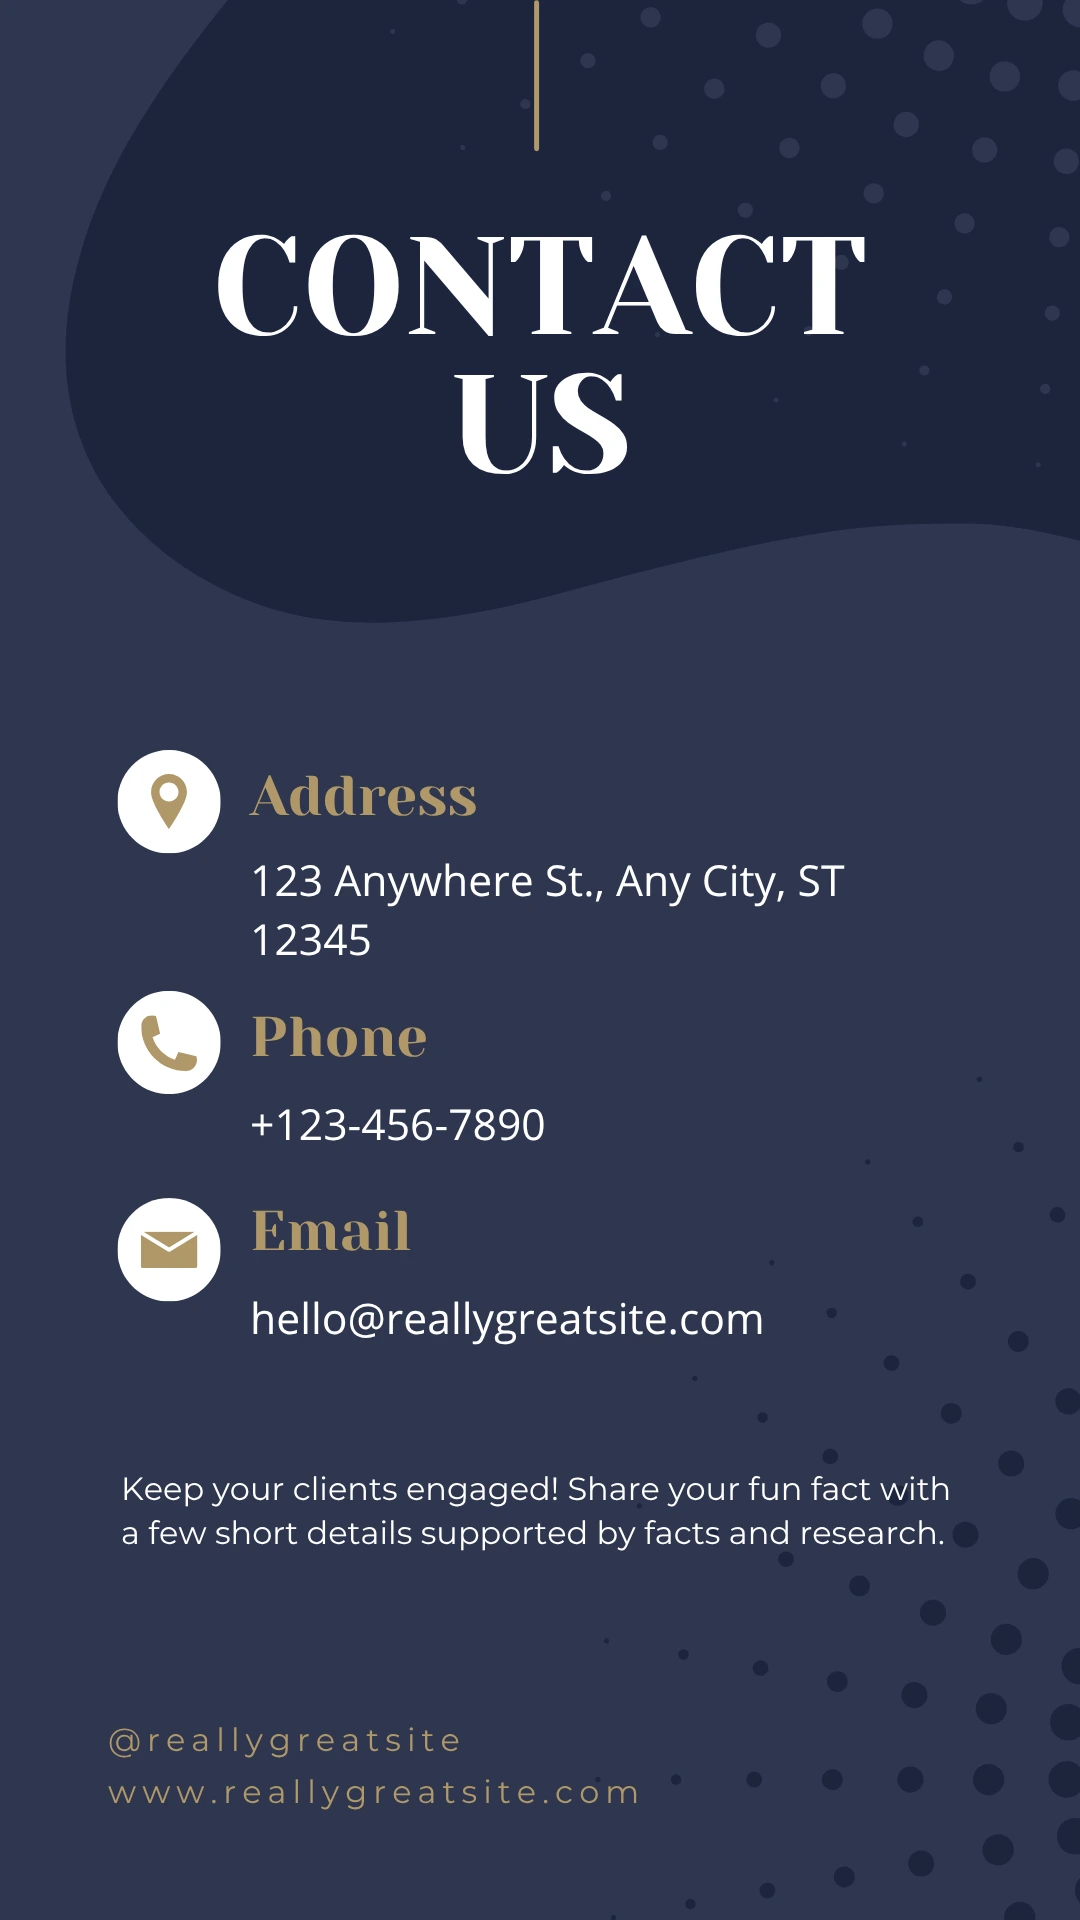 CONTACT
US
Address
123 Anywhere St., Any City, ST
12345
Phone
+123-456-7890
Email
hello@reallygreatsite.com
Keep your clients engaged! Share your fun fact with
a few short details supported by facts and research.
@reallygreatsite
www.reallygreatsite.com